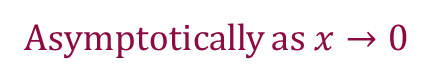 Asymptotically as 𝑥 → 0